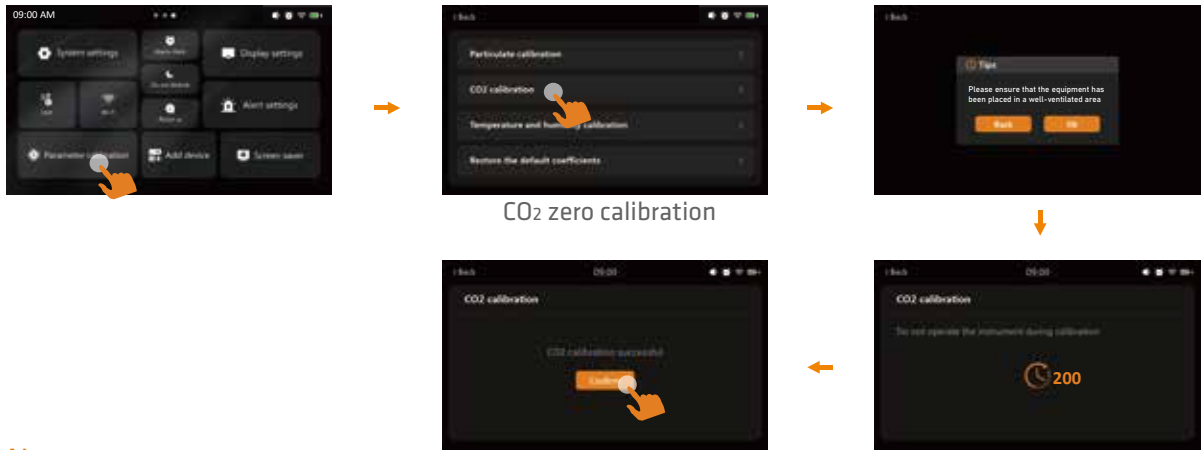 09:00 AM
System settings
Display settings
Alert settings
Parameter calibration
Add device
Screen saver
Back
Particulate calibration
CO2 calibration
Temperature and humidity calibration
Restore the default coefficients
CO2 zero calibration
Back
Tips
Please ensure that the equipment has
been placed in a well-ventilated area
Back
Ok
Back
09:00
CO2 calibration
CO2 calibration successful
Confirm
Back
09:00
CO2 calibration
Do not operate the instrument during calibration
200